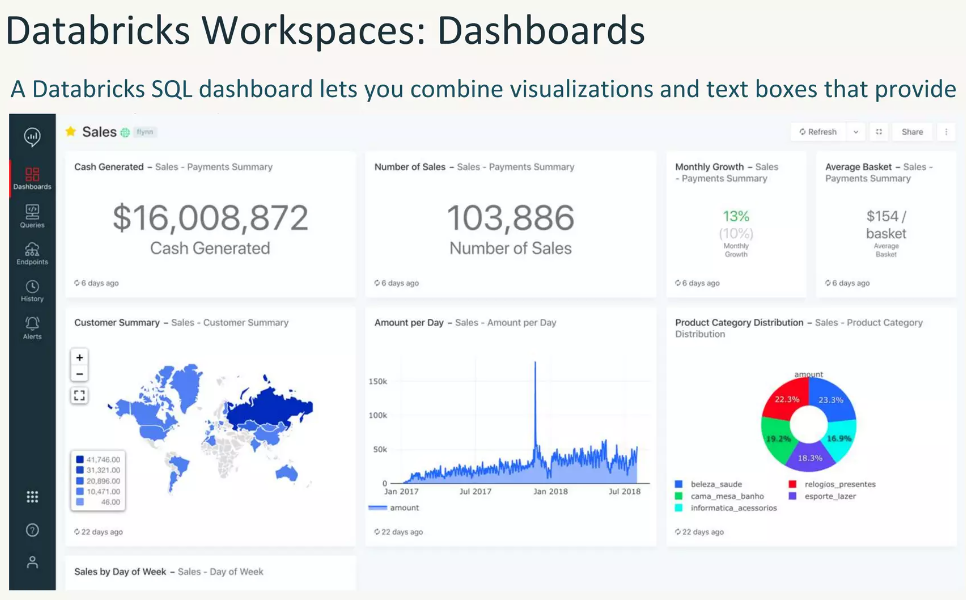 Databricks Workspaces: Dashboards
A Databricks SQL dashboard lets you combine visualizations and text boxes that provide
Sales
flynn
Refresh
Share
Dashboards
Queries
Endpoints
History
Alerts
Cash Generated – Sales - Payments Summary
$16,008,872
Cash Generated
6 days ago
Number of Sales – Sales - Payments Summary
103,886
Number of Sales
6 days ago
Monthly Growth – Sales
- Payments Summary
13%
(10%)
Monthly
Growth
6 days ago
Average Basket – Sales -
Payments Summary
$154 /
basket
Average
Basket
6 days ago
Customer Summary – Sales - Customer Summary
+
−
41,746.00
31,321.00
20,896.00
10,471.00
46.00
22 days ago
Amount per Day – Sales - Amount per Day
150k
100k
50k
0
Jan 2017
Jul 2017
Jan 2018
Jul 2018
amount
22 days ago
Product Category Distribution – Sales - Product Category
Distribution
amount
22.3%
23.3%
19.2%
16.9%
18.3%
beleza_saude
relogios_presentes
cama_mesa_banho
esporte_lazer
informatica_acessorios
22 days ago
?
Sales by Day of Week – Sales - Day of Week